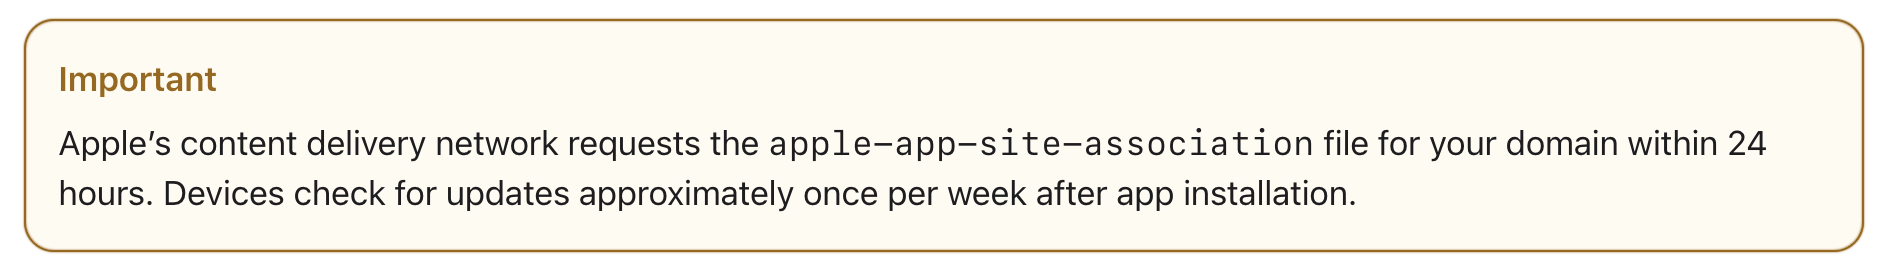 Important
Apple’s content delivery network requests the apple-app-site-association file for your domain within 24
hours. Devices check for updates approximately once per week after app installation.